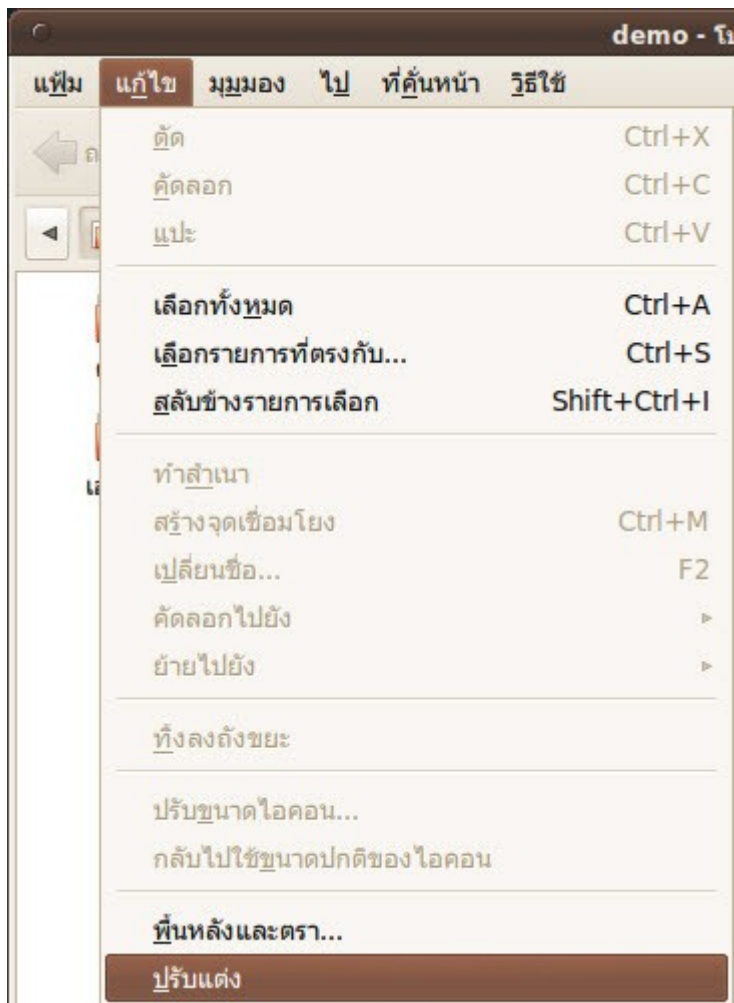 demo - โ
แฟ้ม แก้ไข มุมมอง ไป ที่คั่นหน้า วิธีใช้
ตัด Ctrl+X
คัดลอก Ctrl+C
แปะ Ctrl+V
เลือกทั้งหมด Ctrl+A
เลือกรายการที่ตรงกับ... Ctrl+S
สลับข้างรายการเลือก Shift+Ctrl+I
ทำสำเนา
สร้างจุดเชื่อมโยง Ctrl+M
เปลี่ยนชื่อ... F2
คัดลอกไปยัง
ย้ายไปยัง
ทิ้งลงถังขยะ
ปรับขนาดไอคอน...
กลับไปใช้ขนาดปกติของไอคอน
พื้นหลังและตรา...
ปรับแต่ง